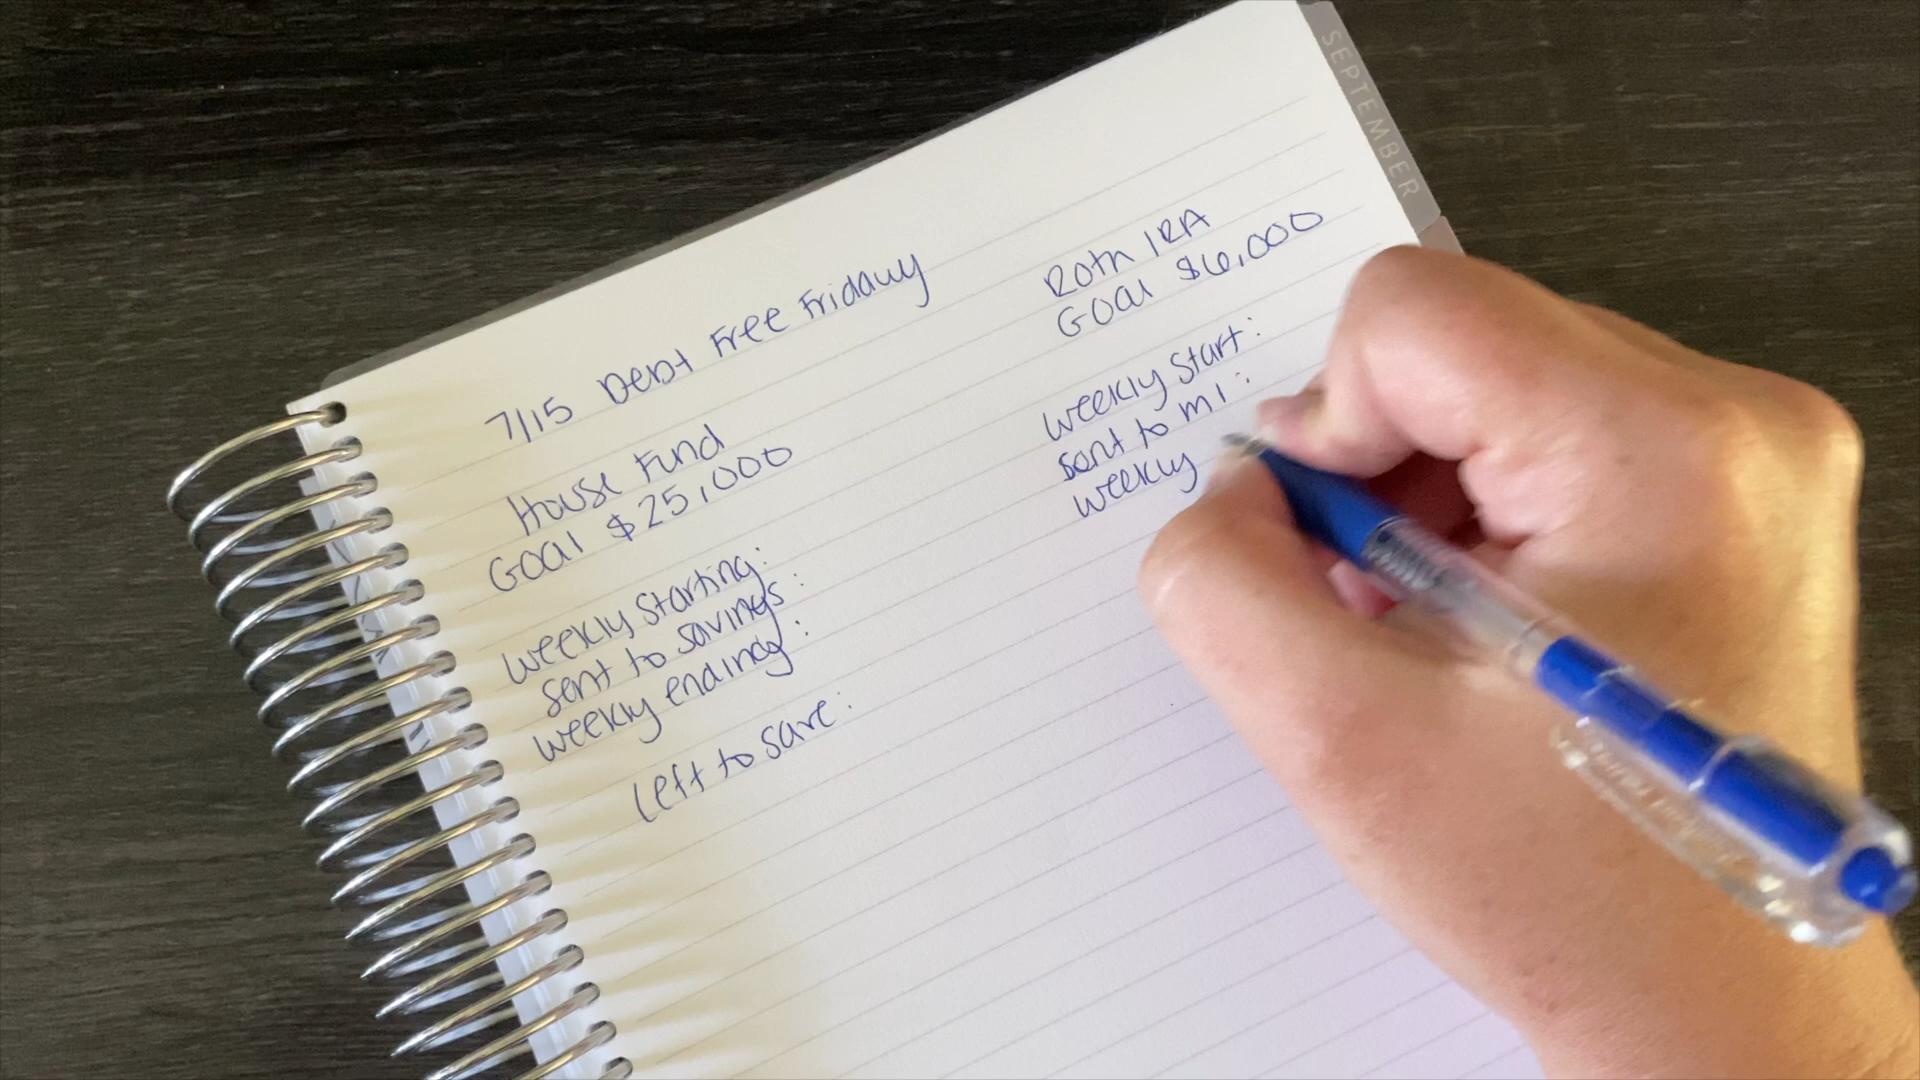 SEPTEMBER
7/15 Debt Free Friday
House Fund
Goal $25,000
weekly starting:
sent to savings:
weekly ending:
left to save:
Roth IRA
Goal $6,000
weekly start:
sent to M1:
weekly